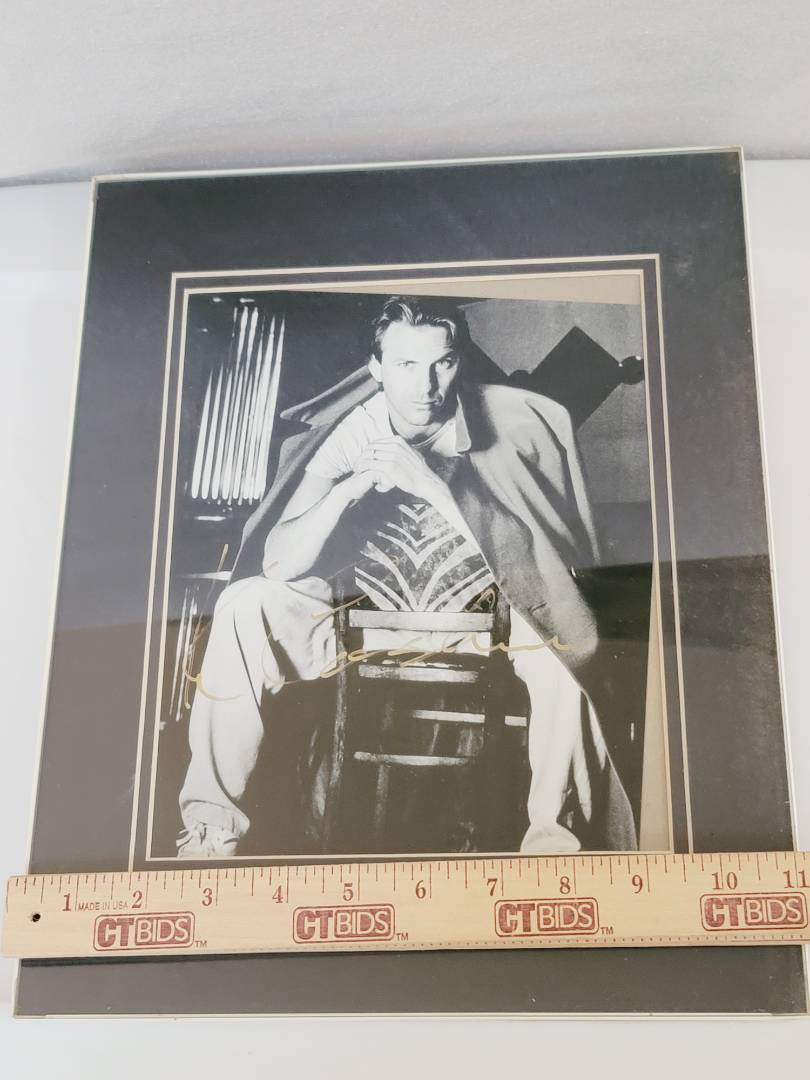 1 2 3 4 5 6 7 8 9 10 11
MADE IN USA
CTBIDS™ CTBIDS™ CTBIDS™ CTBIDS